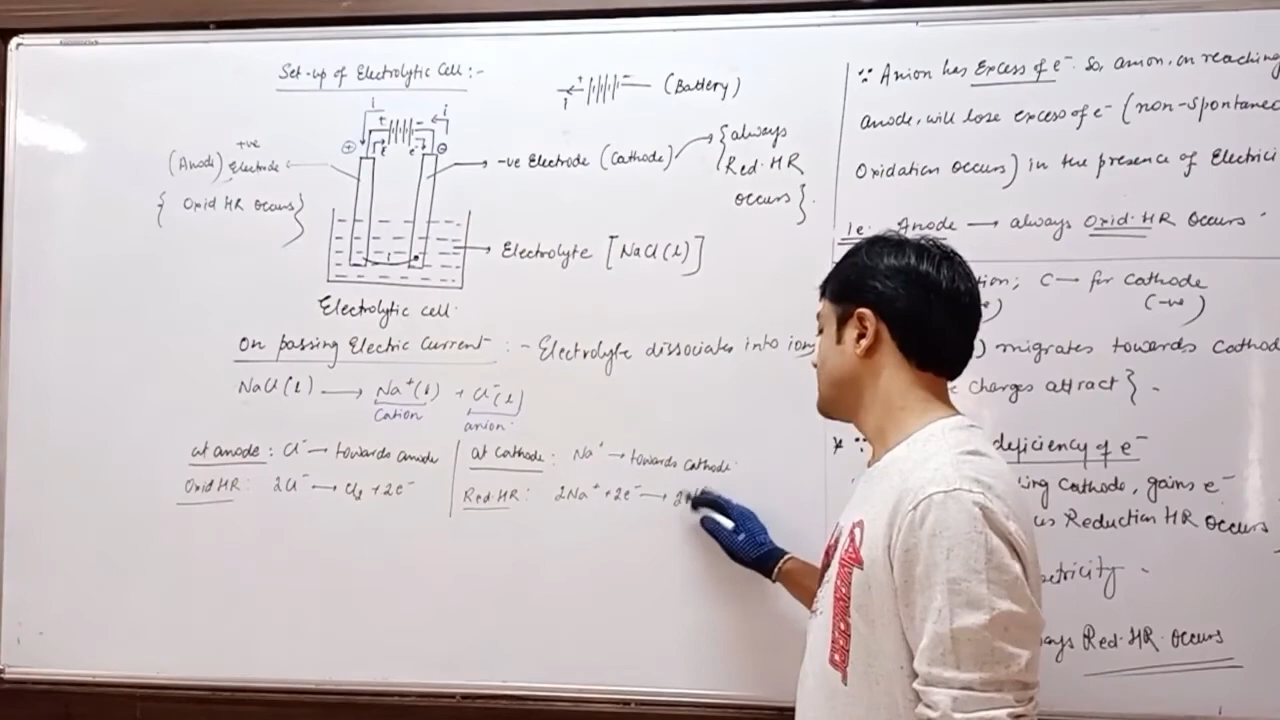 Set-up of Electrolytic Cell :-
(Battery)
i
+ -
i
i
+ -
e⁻ e⁻
⊕ ⊖
(Anode) +ve Electrode
{ Oxid HR occurs }
-ve Electrode (Cathode) → { always
Red. HR
occurs }.
Electrolyte [NaCl(l)]
i
Electrolytic cell.
On passing Electric Current :- Electrolyte dissociates into
NaCl(l) → Na⁺(l) + Cl⁻(l)
Cation anion.
at anode : Cl⁻ → towards anode
Oxid HR : 2Cl⁻ → Cl₂ + 2e⁻
at cathode : Na⁺ → towards cathode.
Red. HR : 2Na⁺ + 2e⁻ → 2
∵ Anion has Excess of e⁻. So, anion, on reaching
anode, will lose excess of e⁻ (non-spontaneo
Oxidation occurs) in the presence of Electrici
ie. Anode → always Oxid. HR occurs.
C — for Cathode
(-ve)
) migrates towards Cathod
charges attract } .
* ∵ deficiency of e⁻
cathode, gains e⁻
Reduction HR occurs
Red. HR. occurs
AVENGERS